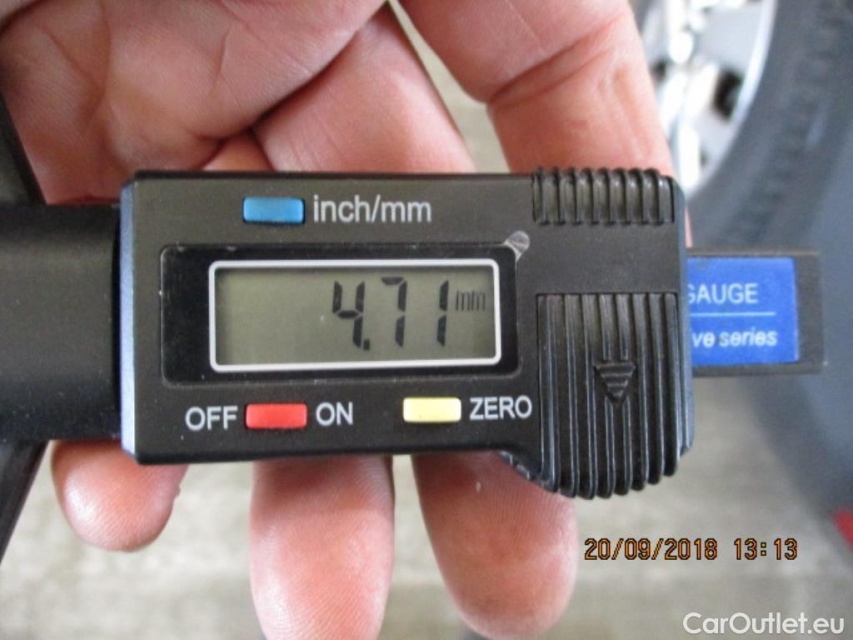 inch/mm
4.71 mm
GAUGE
ve series
OFF ON ZERO
20/09/2018 13:13
CarOutlet.eu